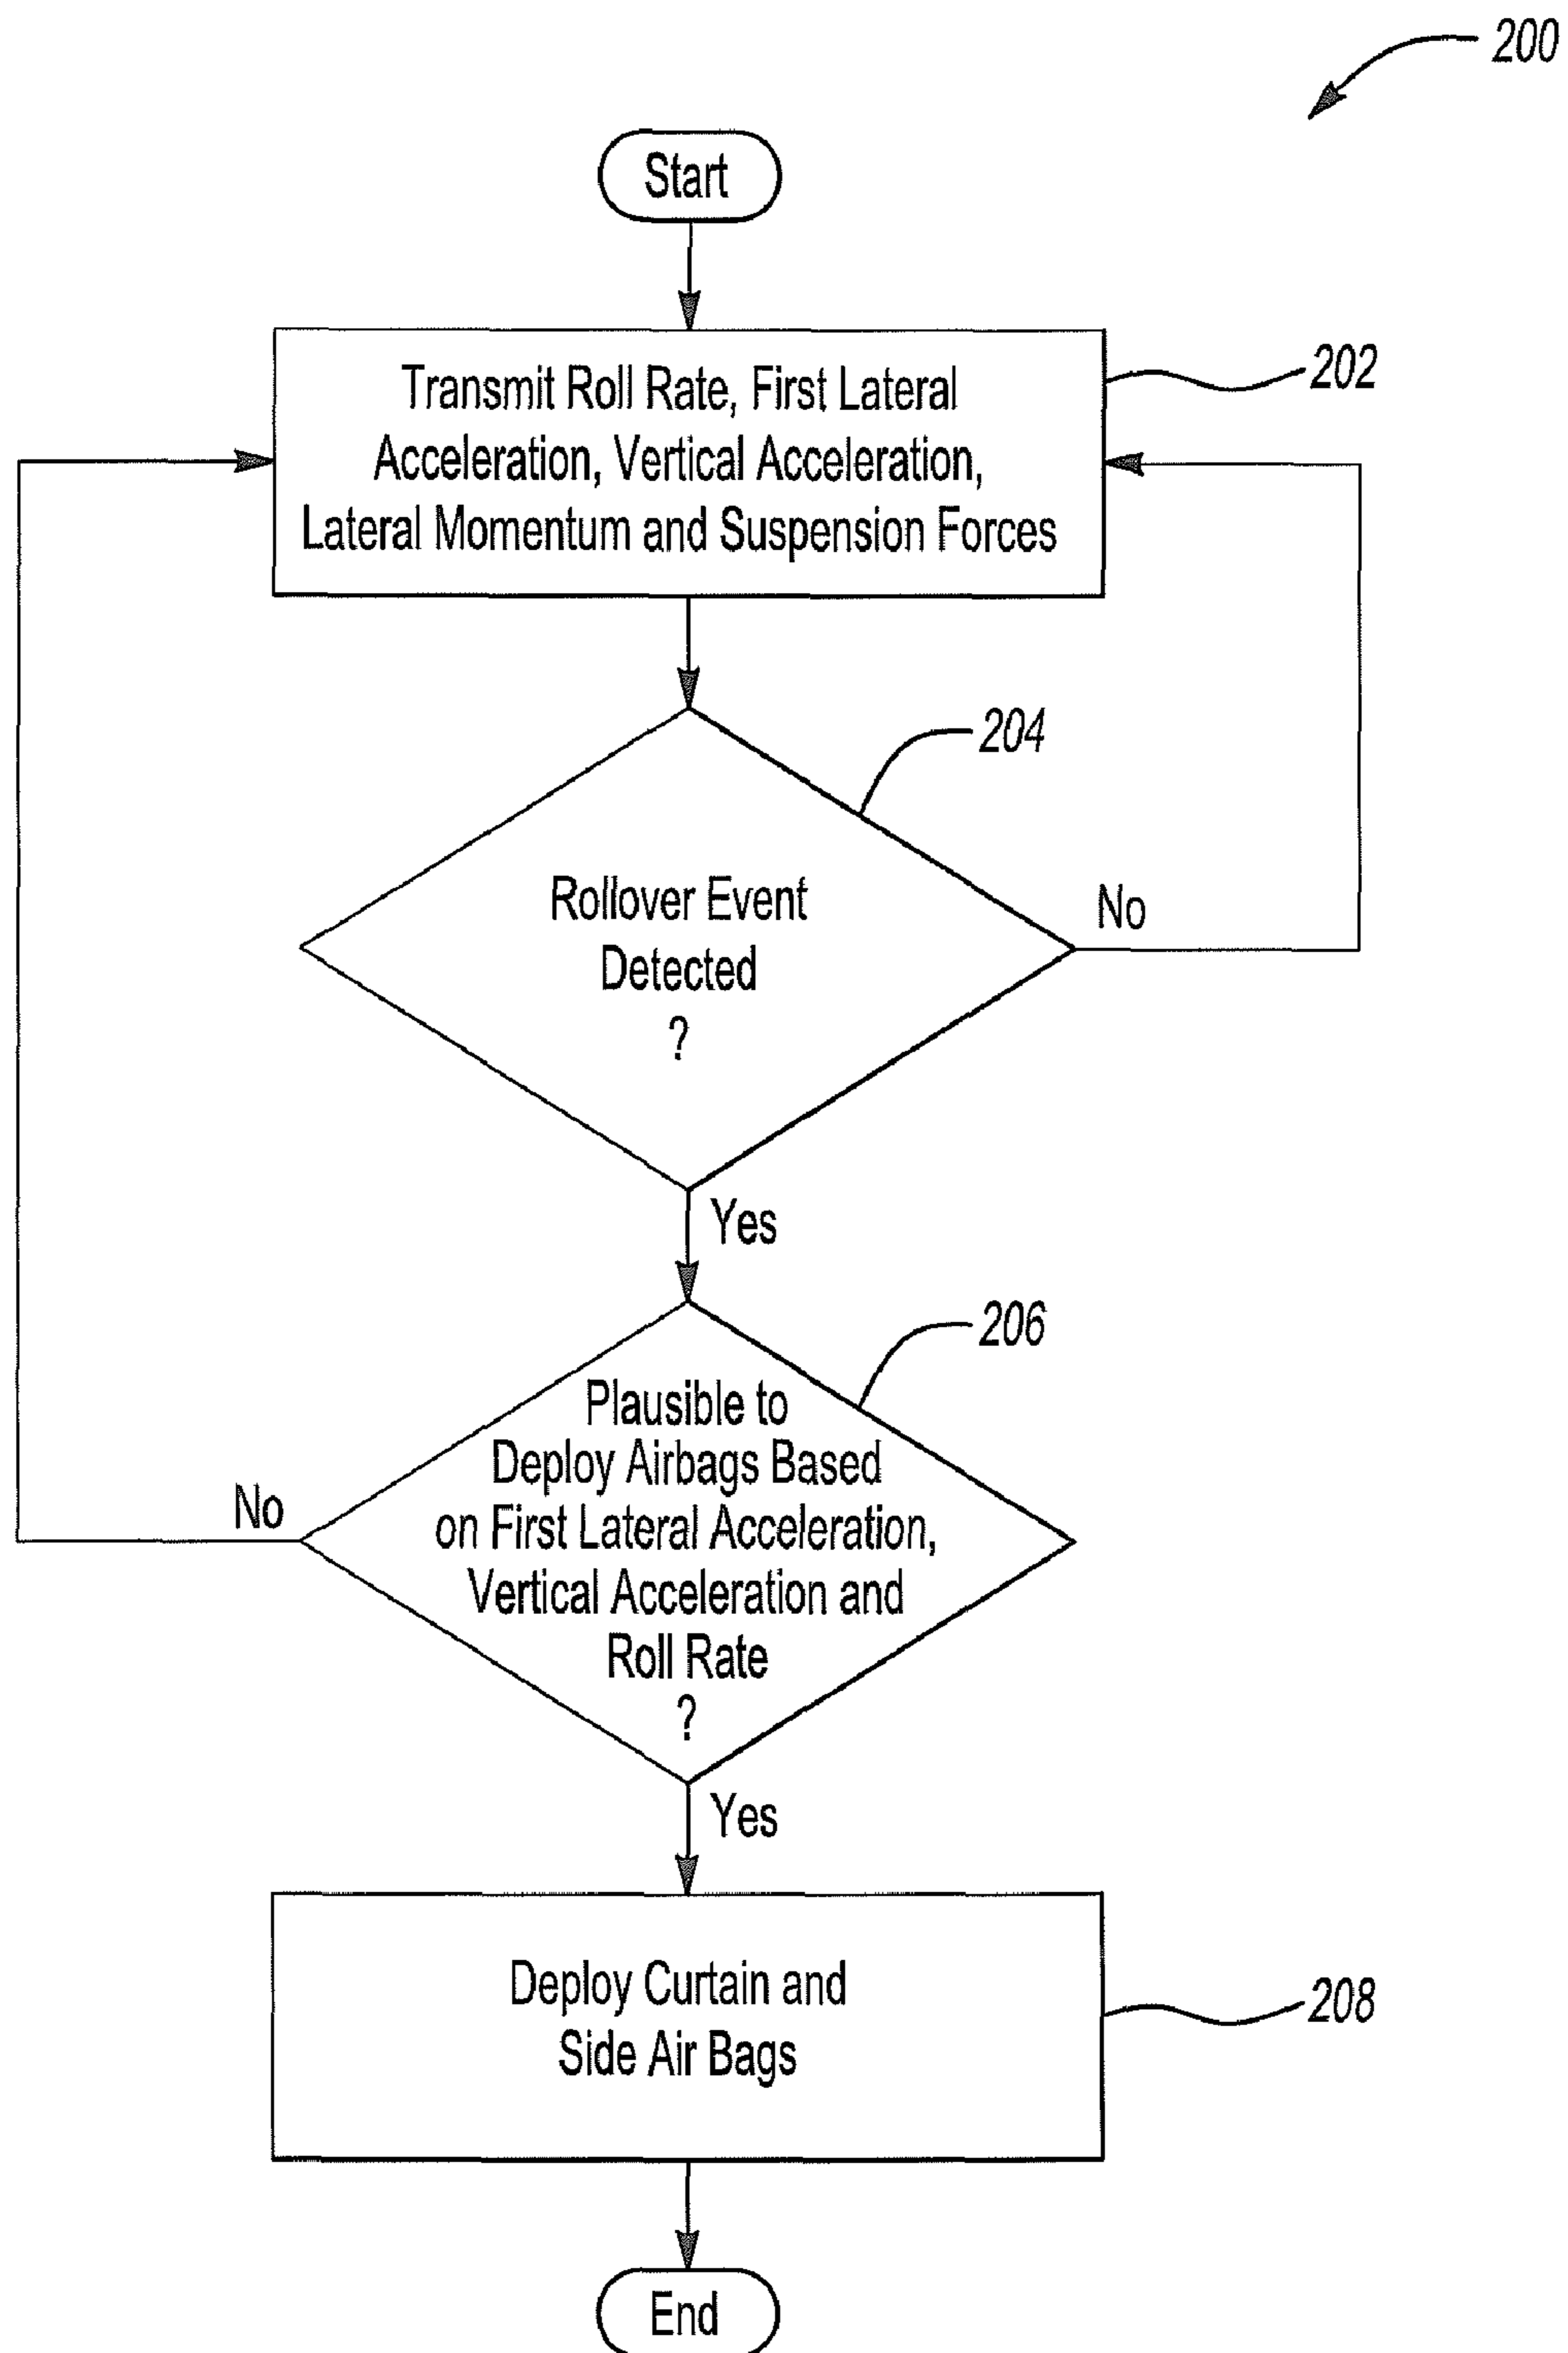 200
Start
Transmit Roll Rate, First Lateral
Acceleration, Vertical Acceleration,
Lateral Momentum and Suspension Forces
202
204
Rollover Event
Detected
?
No
Yes
206
Plausible to
Deploy Airbags Based
on First Lateral Acceleration,
Vertical Acceleration and
Roll Rate
?
No
Yes
Deploy Curtain and
Side Air Bags
208
End